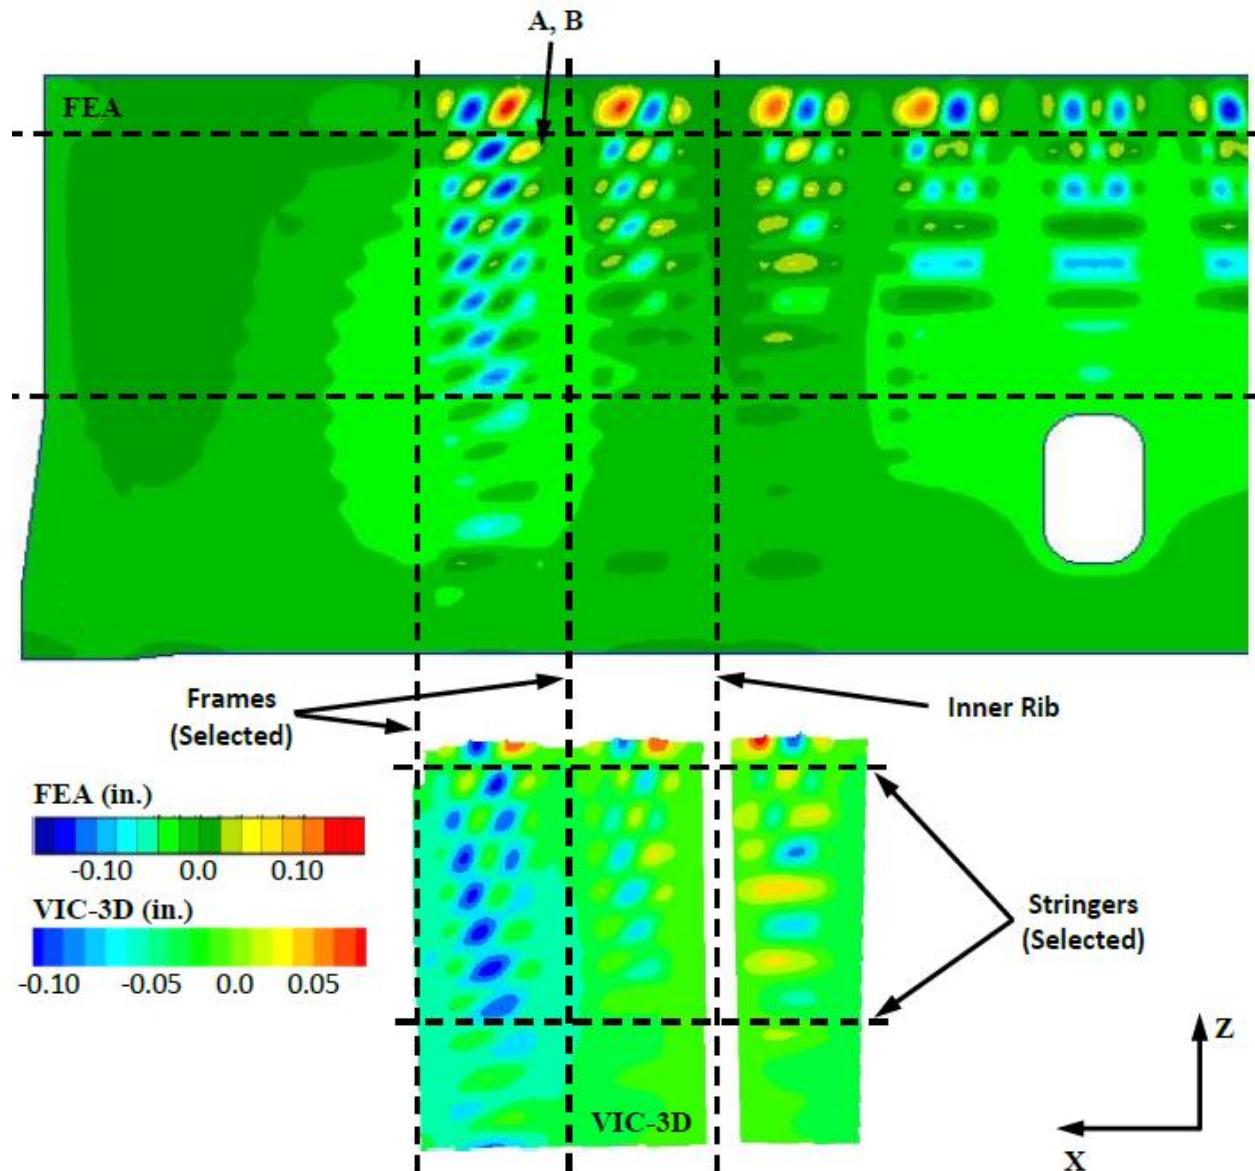 A, B
FEA
Frames
(Selected)
Inner Rib
FEA (in.)
-0.10 0.0 0.10
VIC-3D (in.)
-0.10 -0.05 0.0 0.05
Stringers
(Selected)
VIC-3D
Z
X